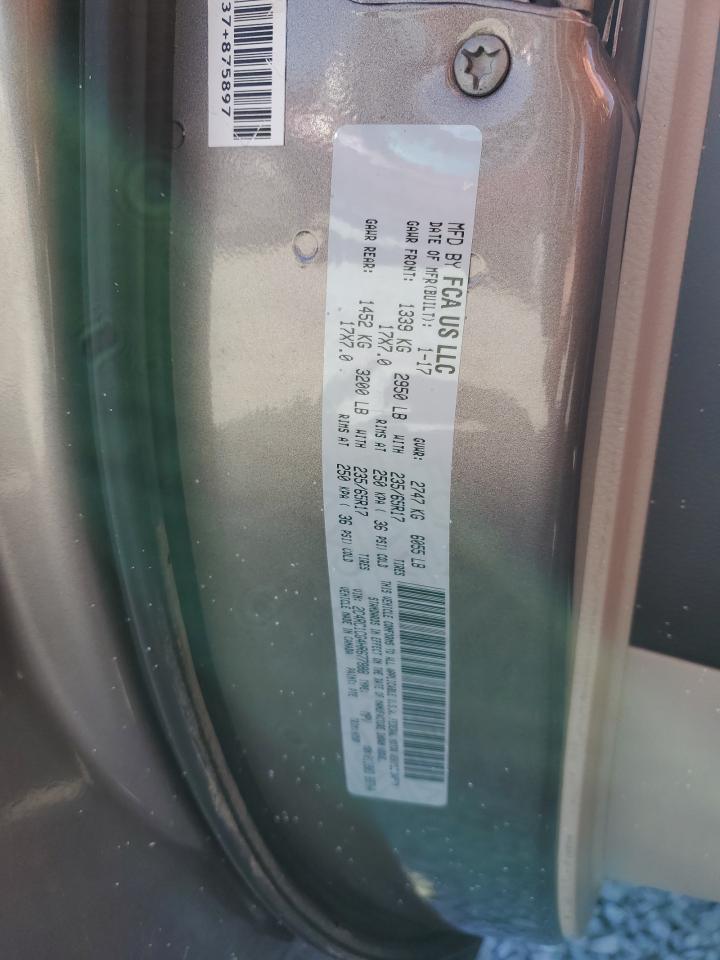 37+875897
MFD BY FCA US LLC
DATE OF MFR(BUILT): 1-17 GVWR: 2747 KG 6055 LB
GAWR FRONT: 1339 KG 2950 LB WITH 235/65R17 TIRES
17X7.0 RIMS AT 250 KPA ( 36 PSI) COLD
GAWR REAR: 1452 KG 3200 LB WITH 235/65R17 TIRES
17X7.0 RIMS AT 250 KPA ( 36 PSI) COLD
THIS VEHICLE CONFORMS TO ALL APPLICABLE U.S.A. FEDERAL MOTOR VEHICLE SAFETY
STANDARDS IN EFFECT ON THE DATE OF MANUFACTURE SHOWN ABOVE.
VIN: TYPE: MPV
VEHICLE MADE IN CANADA PAINT: